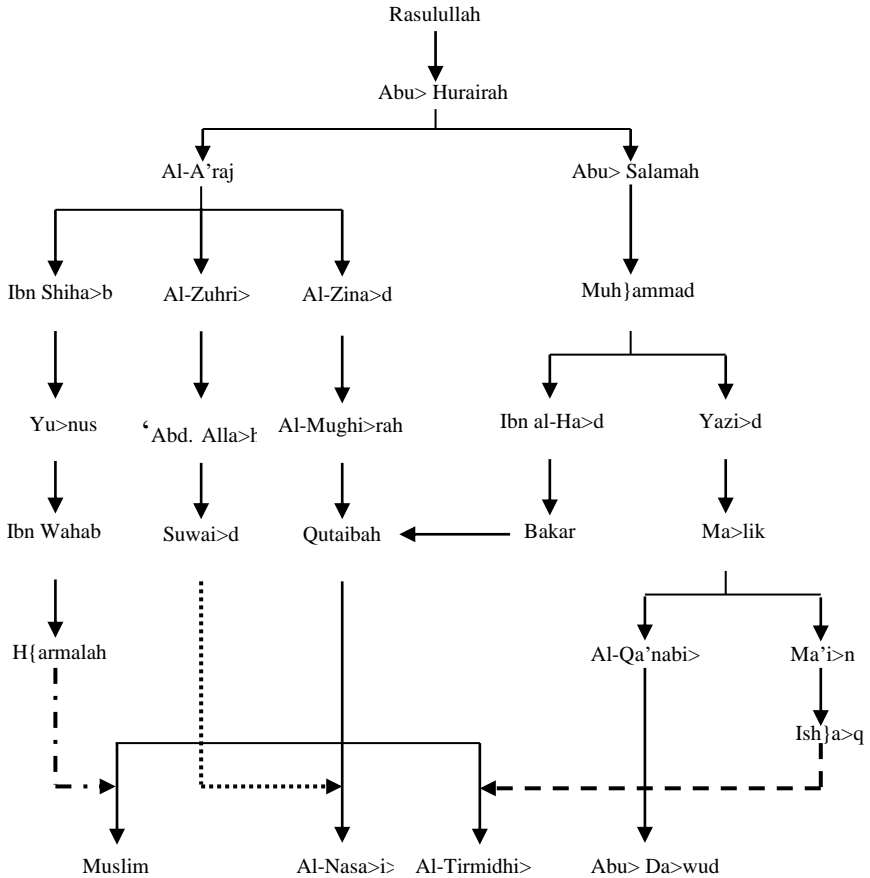 Rasulullah
Abu> Hurairah
Al-A’raj
Abu> Salamah
Ibn Shiha>b
Al-Zuhri>
Al-Zina>d
Muh}ammad
Yu>nus
‘Abd. Alla>h
Al-Mughi>rah
Ibn al-Ha>d
Yazi>d
Ibn Wahab
Suwai>d
Qutaibah
Bakar
Ma>lik
H{armalah
Al-Qa’nabi>
Ma’i>n
Ish}a>q
Muslim
Al-Nasa>i>
Al-Tirmidhi>
Abu> Da>wud